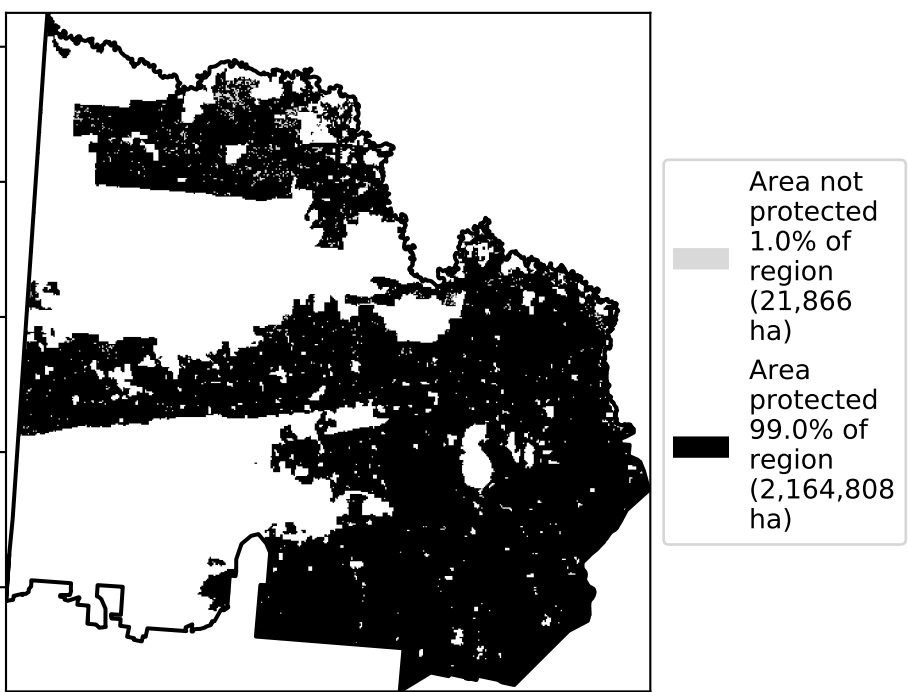 Area not
protected
1.0% of
region
(21,866
ha)
Area
protected
99.0% of
region
(2,164,808
ha)